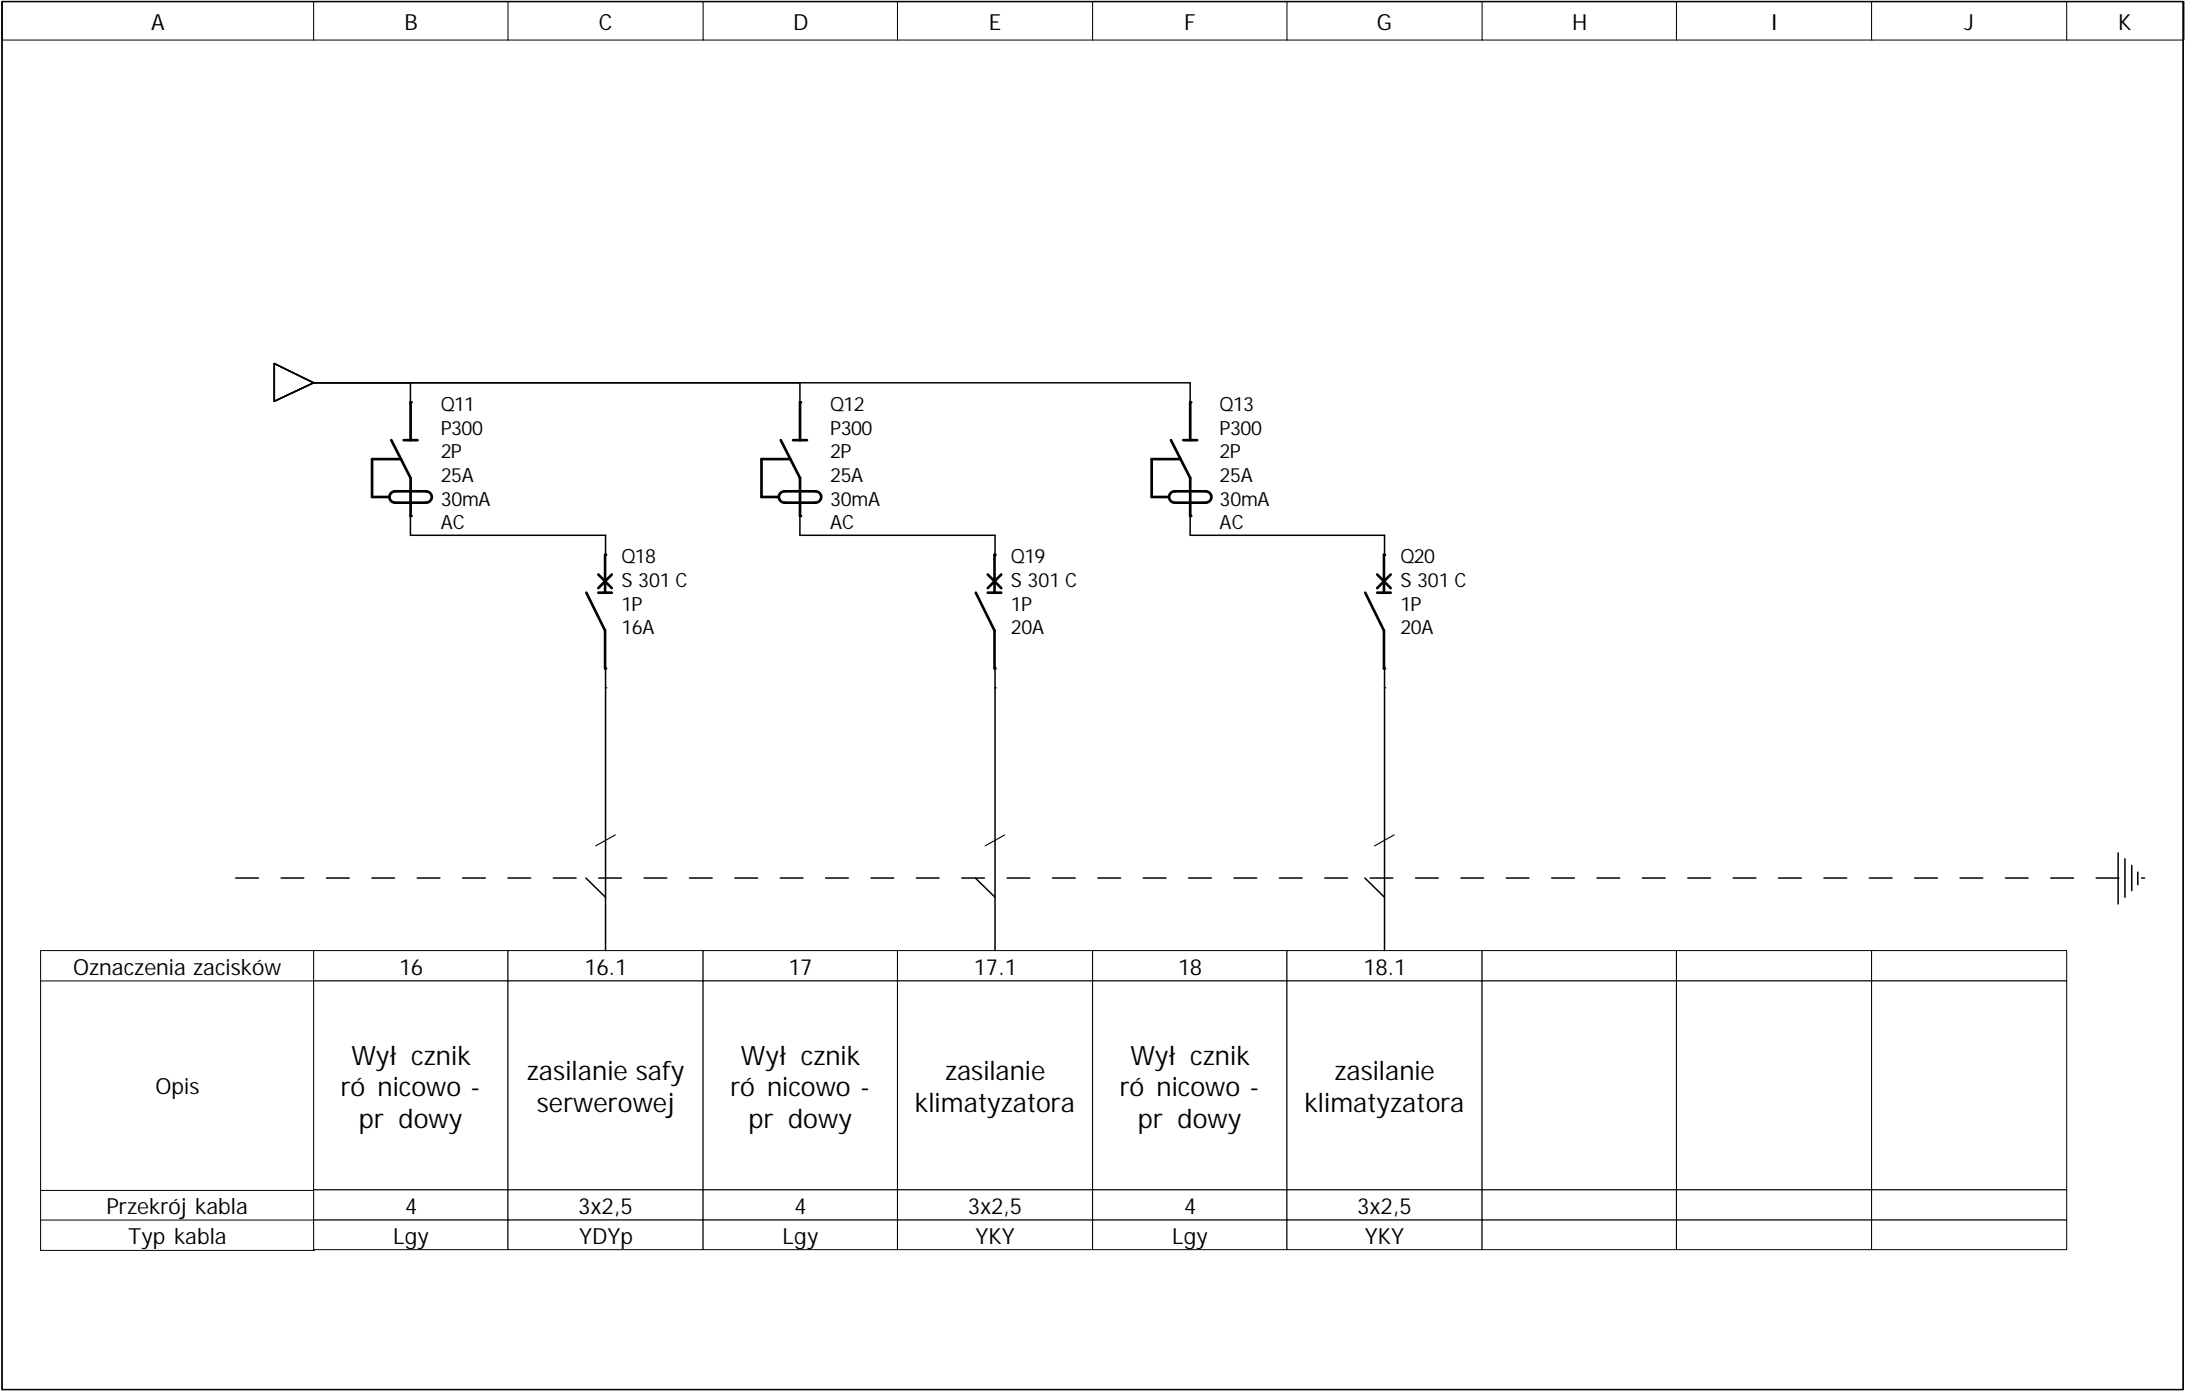 A B C D E F G H I J K
Q11
P300
2P
25A
30mA
AC
Q12
P300
2P
25A
30mA
AC
Q13
P300
2P
25A
30mA
AC
Q18
S 301 C
1P
16A
Q19
S 301 C
1P
20A
Q20
S 301 C
1P
20A
Oznaczenia zacisków 16 16.1 17 17.1 18 18.1
Opis
Wył cznik
ró nicowo -
pr dowy
zasilanie safy
serwerowej
Wył cznik
ró nicowo -
pr dowy
zasilanie
klimatyzatora
Wył cznik
ró nicowo -
pr dowy
zasilanie
klimatyzatora
Przekrój kabla 4 3x2,5 4 3x2,5 4 3x2,5
Typ kabla Lgy YDYp Lgy YKY Lgy YKY